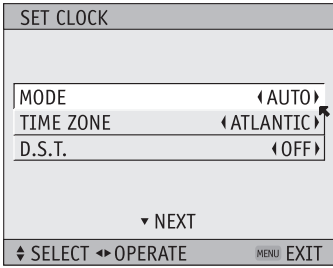 SET CLOCK
MODE AUTO
TIME ZONE ATLANTIC
D.S.T. OFF
NEXT
SELECT OPERATE MENU EXIT